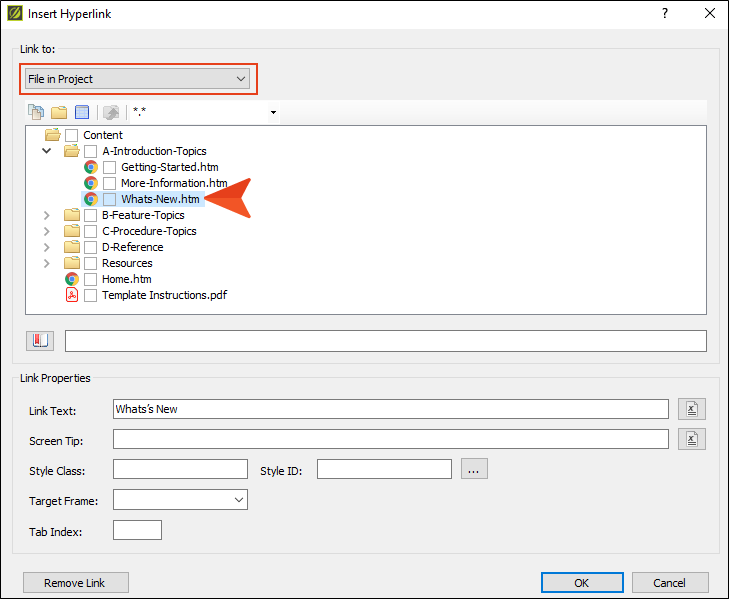 Insert Hyperlink
?
Link to:
File in Project
*.*
Content
A-Introduction-Topics
Getting-Started.htm
More-Information.htm
Whats-New.htm
B-Feature-Topics
C-Procedure-Topics
D-Reference
Resources
Home.htm
Template Instructions.pdf
Link Properties
Link Text: Whats's New
Screen Tip:
Style Class: Style ID: ...
Target Frame:
Tab Index:
Remove Link OK Cancel